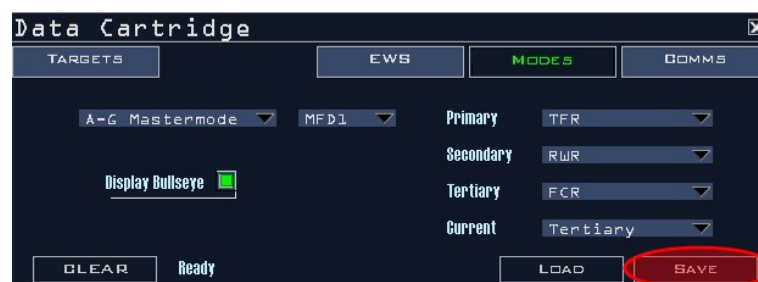 Data Cartridge
TARGETS EWS MODES COMMS
A-G Mastermode MFD1 Primary TFR
Secondary RWR
Display Bullseye Tertiary FCR
Current Tertiary
CLEAR Ready LOAD SAVE